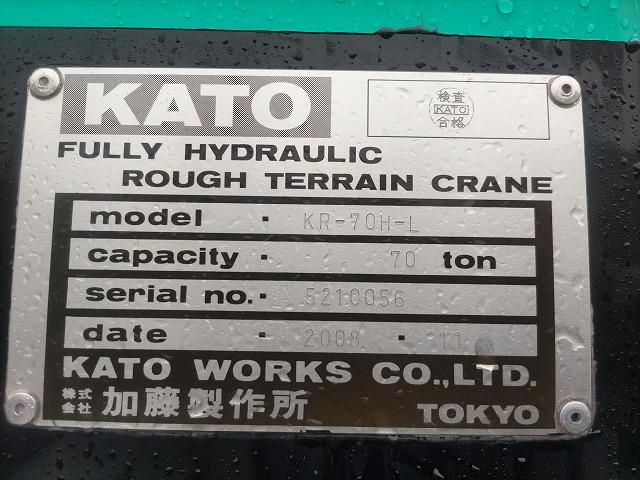 KATO
検査
KATO
合格
FULLY HYDRAULIC
ROUGH TERRAIN CRANE
model · KR-70H-L
capacity · 70 ton
serial no. · 5210056
date · 2008 · 11
KATO WORKS CO.,LTD.
株式会社 加藤製作所 TOKYO